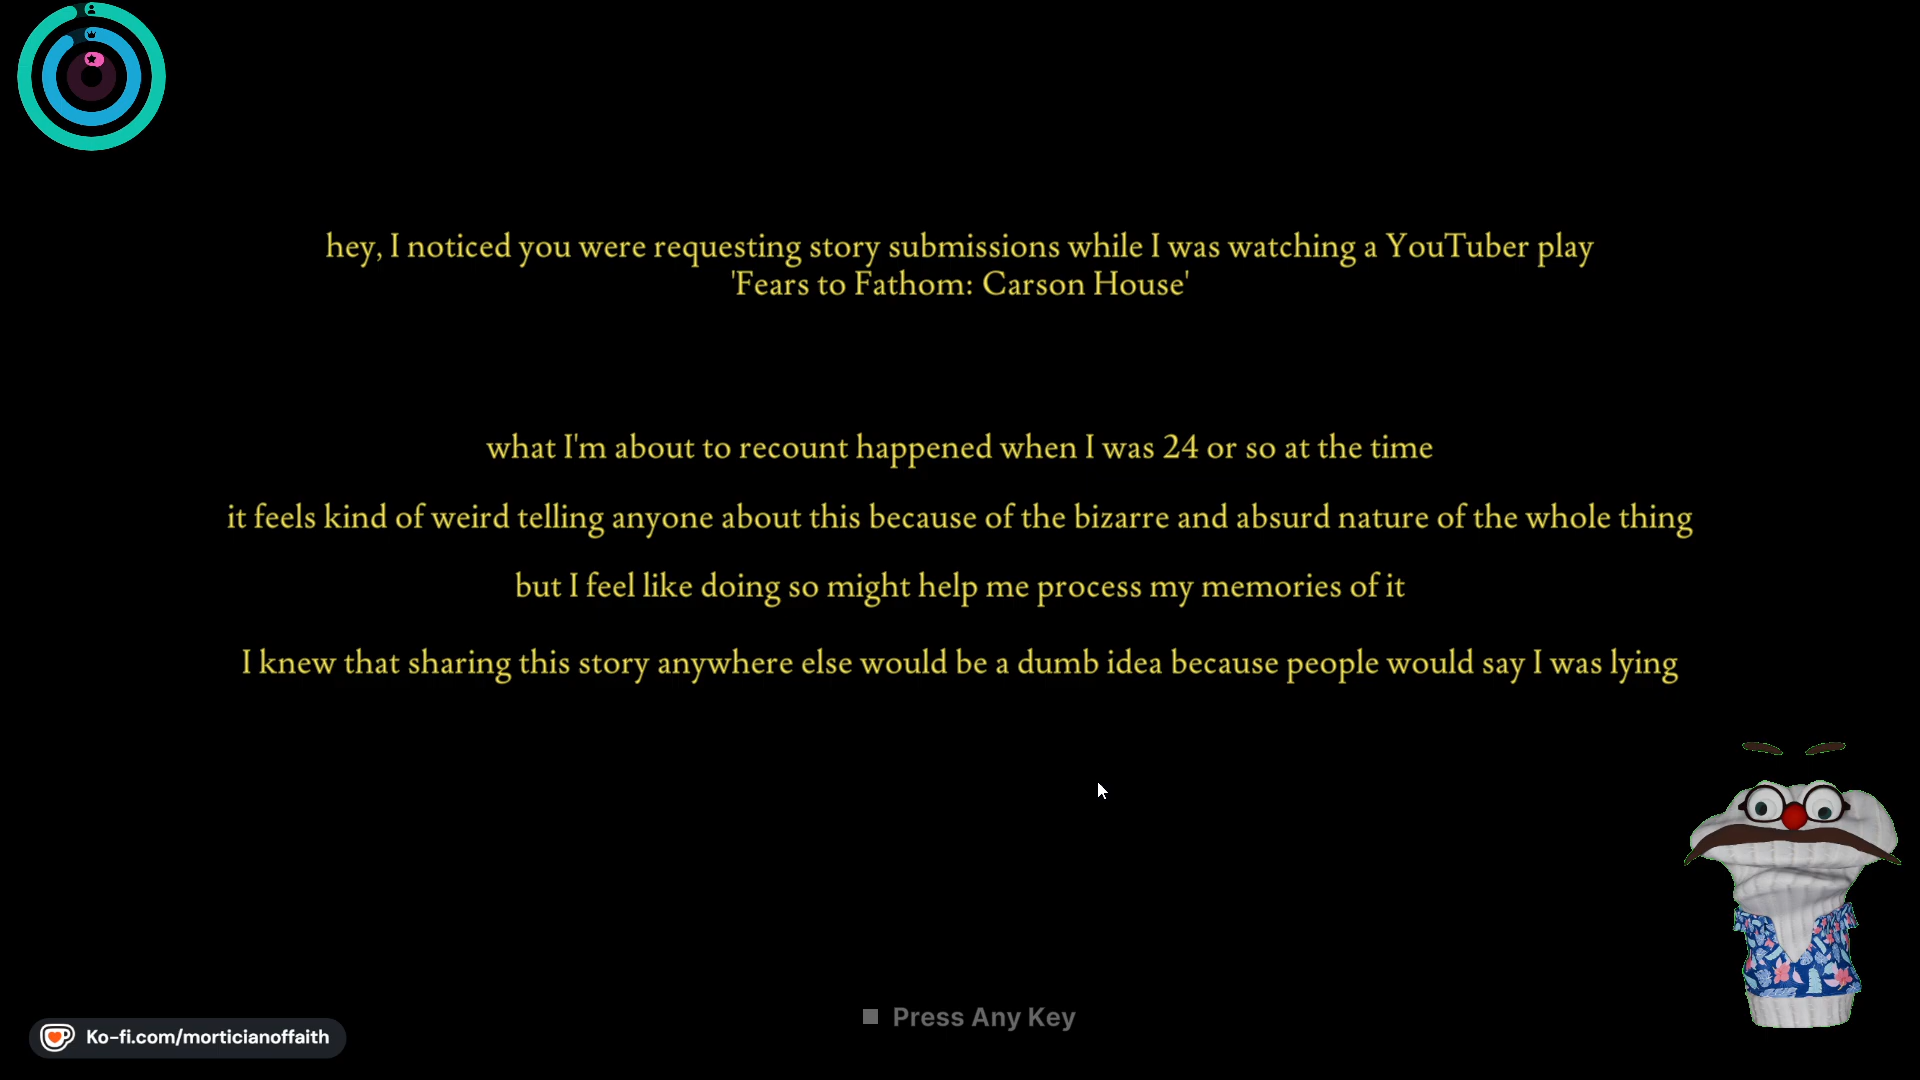 hey, I noticed you were requesting story submissions while I was watching a YouTuber play
'Fears to Fathom: Carson House'
what I'm about to recount happened when I was 24 or so at the time
it feels kind of weird telling anyone about this because of the bizarre and absurd nature of the whole thing
but I feel like doing so might help me process my memories of it
I knew that sharing this story anywhere else would be a dumb idea because people would say I was lying
Press Any Key
Ko-fi.com/morticianoffaith